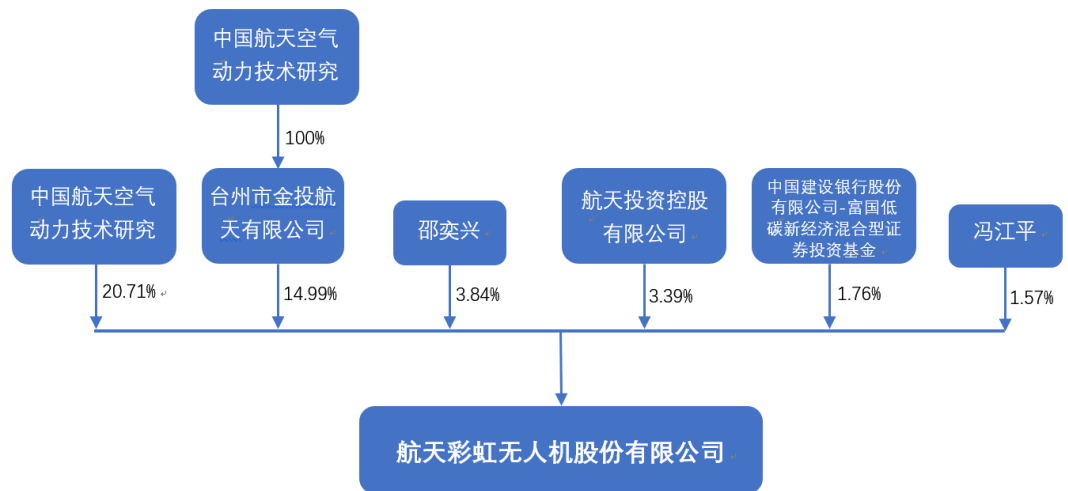 中国航天空气
动力技术研究
100%
中国航天空气
动力技术研究
台州市金投航
天有限公司
邵奕兴
航天投资控股
有限公司
中国建设银行股份
有限公司-富国低
碳新经济混合型证
券投资基金
冯江平
20.71%
14.99%
3.84%
3.39%
1.76%
1.57%
航天彩虹无人机股份有限公司